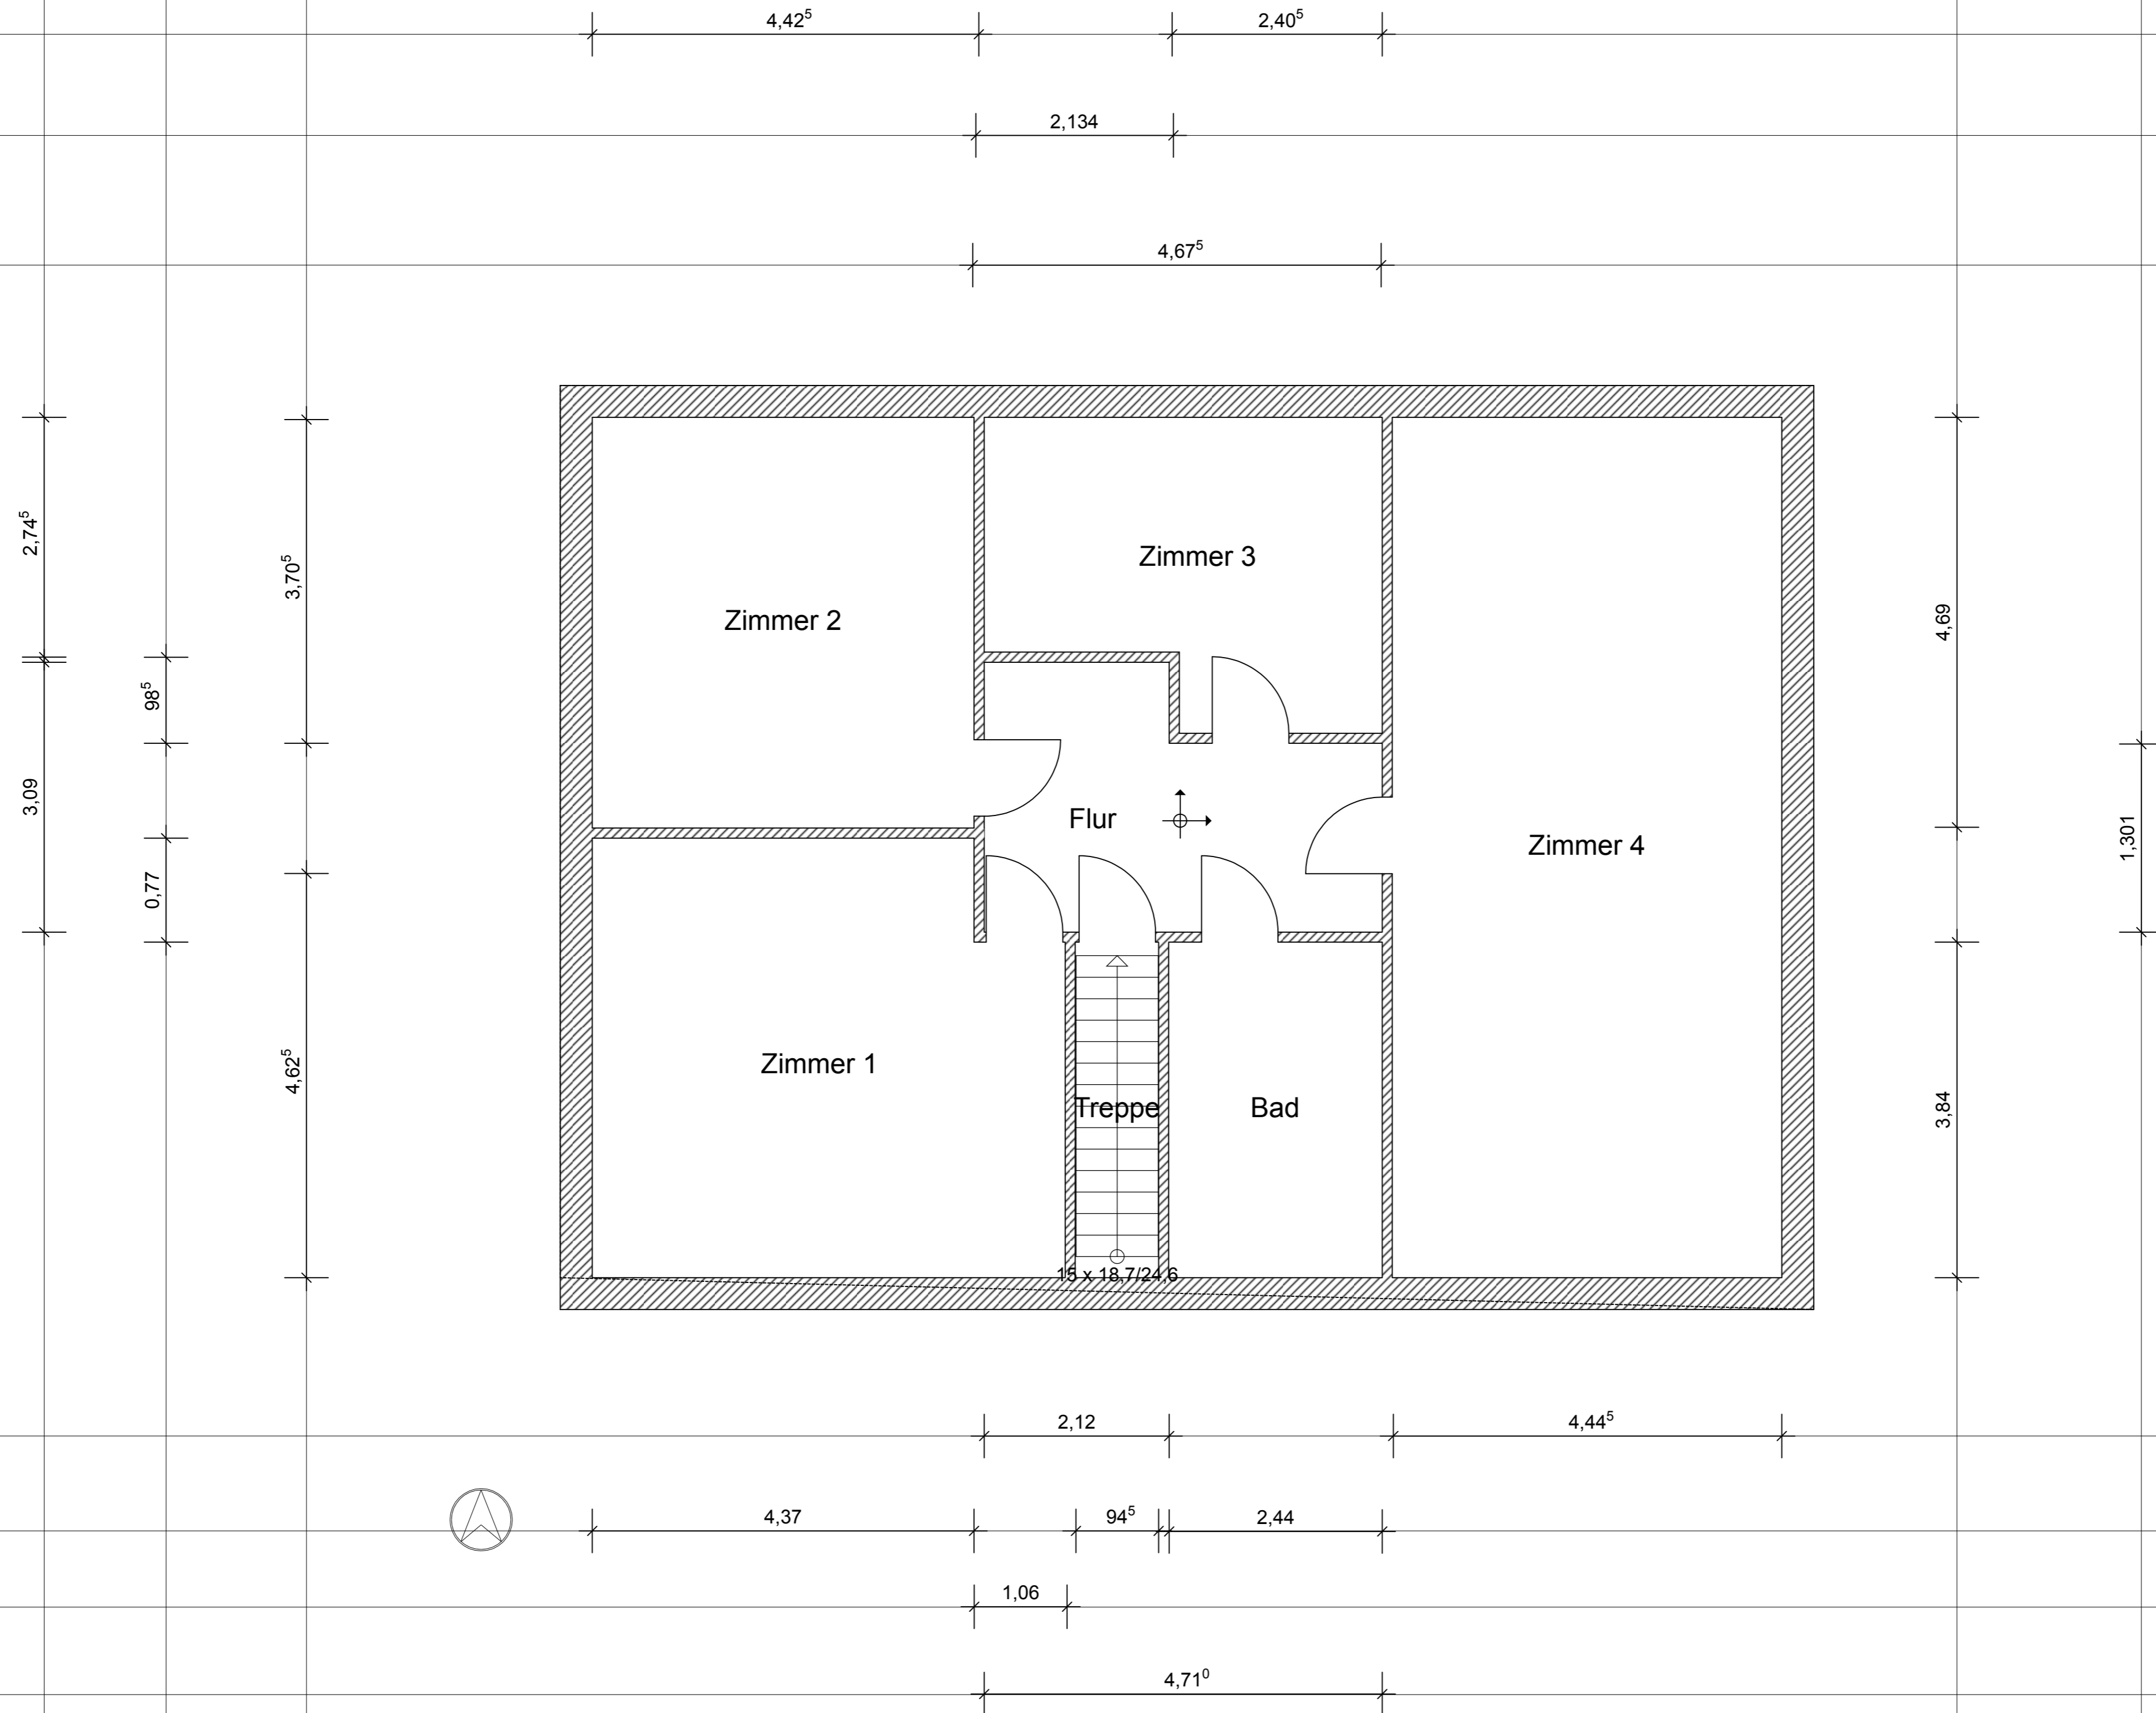 4,42⁵
2,40⁵
2,134
4,67⁵
2,74⁵
3,70⁵
Zimmer 3
Zimmer 2
4,69
98⁵
3,09
Flur
1,301
Zimmer 4
0,77
Zimmer 1
4,62⁵
Treppe
Bad
3,84
15 x 18,7/24,6
2,12
4,44⁵
4,37
94⁵
2,44
1,06
4,71⁰